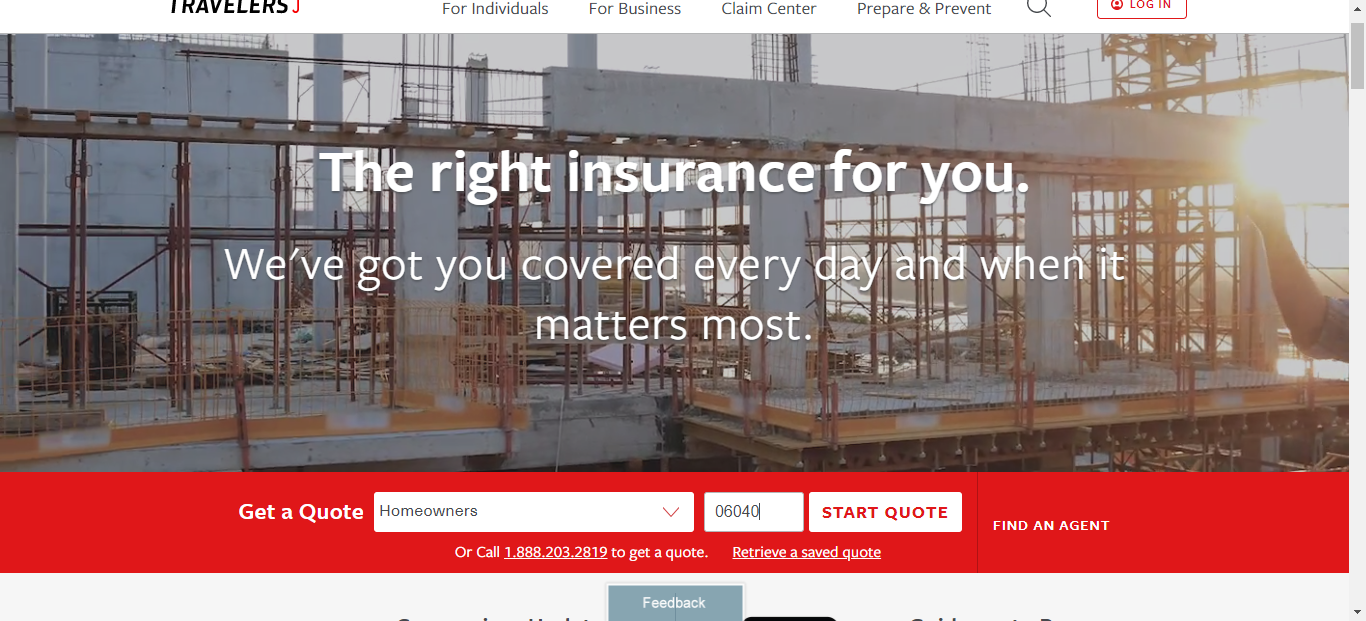 TRAVELERS
For Individuals
For Business
Claim Center
Prepare & Prevent
LOG IN
The right insurance for you.
We've got you covered every day and when it
matters most.
Get a Quote
Homeowners
06040
START QUOTE
FIND AN AGENT
Or Call 1.888.203.2819 to get a quote.
Retrieve a saved quote
Feedback